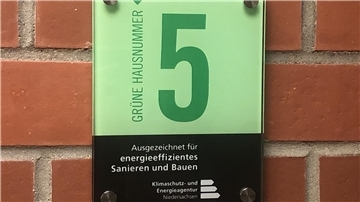 GRÜNE HAUSNUMMER
5
Ausgezeichnet für
energieeffizientes
Sanieren und Bauen
Klimaschutz- und
Energieagentur
Niedersachsen